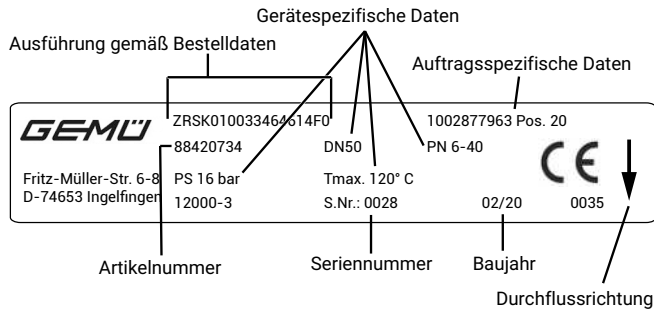 Gerätespezifische Daten
Ausführung gemäß Bestelldaten
Auftragsspezifische Daten
GEMÜ
ZRSK010033464614F0
1002877963 Pos. 20
88420734
DN50
PN 6-40
CE
Fritz-Müller-Str. 6-8
PS 16 bar
Tmax. 120° C
D-74653 Ingelfingen
12000-3
S.Nr.: 0028
02/20
0035
Artikelnummer
Seriennummer
Baujahr
Durchflussrichtung